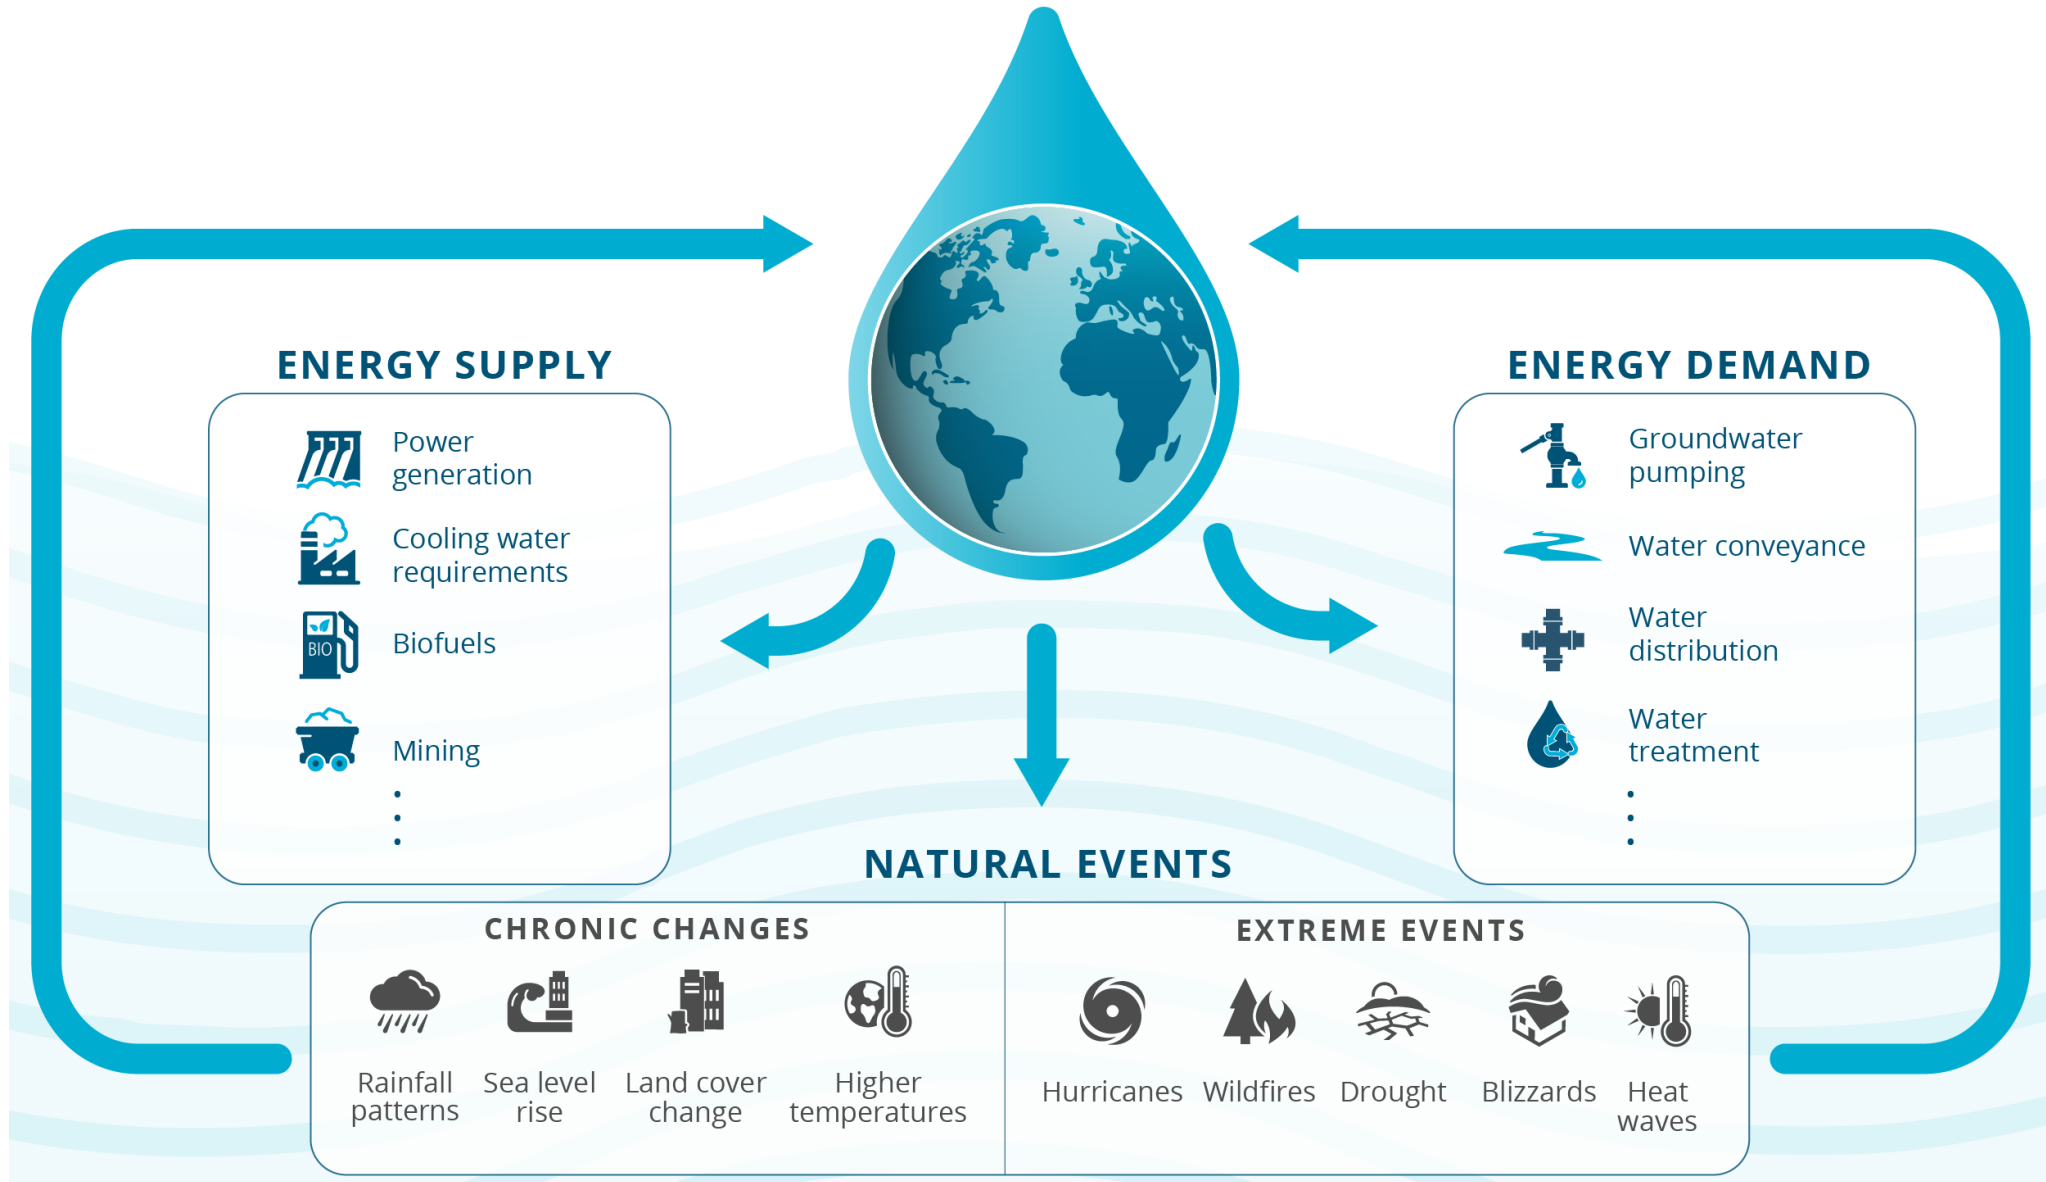 ENERGY SUPPLY
Power
generation
Cooling water
requirements
BIO
Biofuels
Mining
ENERGY DEMAND
Groundwater
pumping
Water conveyance
Water
distribution
Water
treatment
NATURAL EVENTS
CHRONIC CHANGES
Rainfall
patterns
Sea level
rise
Land cover
change
Higher
temperatures
EXTREME EVENTS
Hurricanes
Wildfires
Drought
Blizzards
Heat
waves